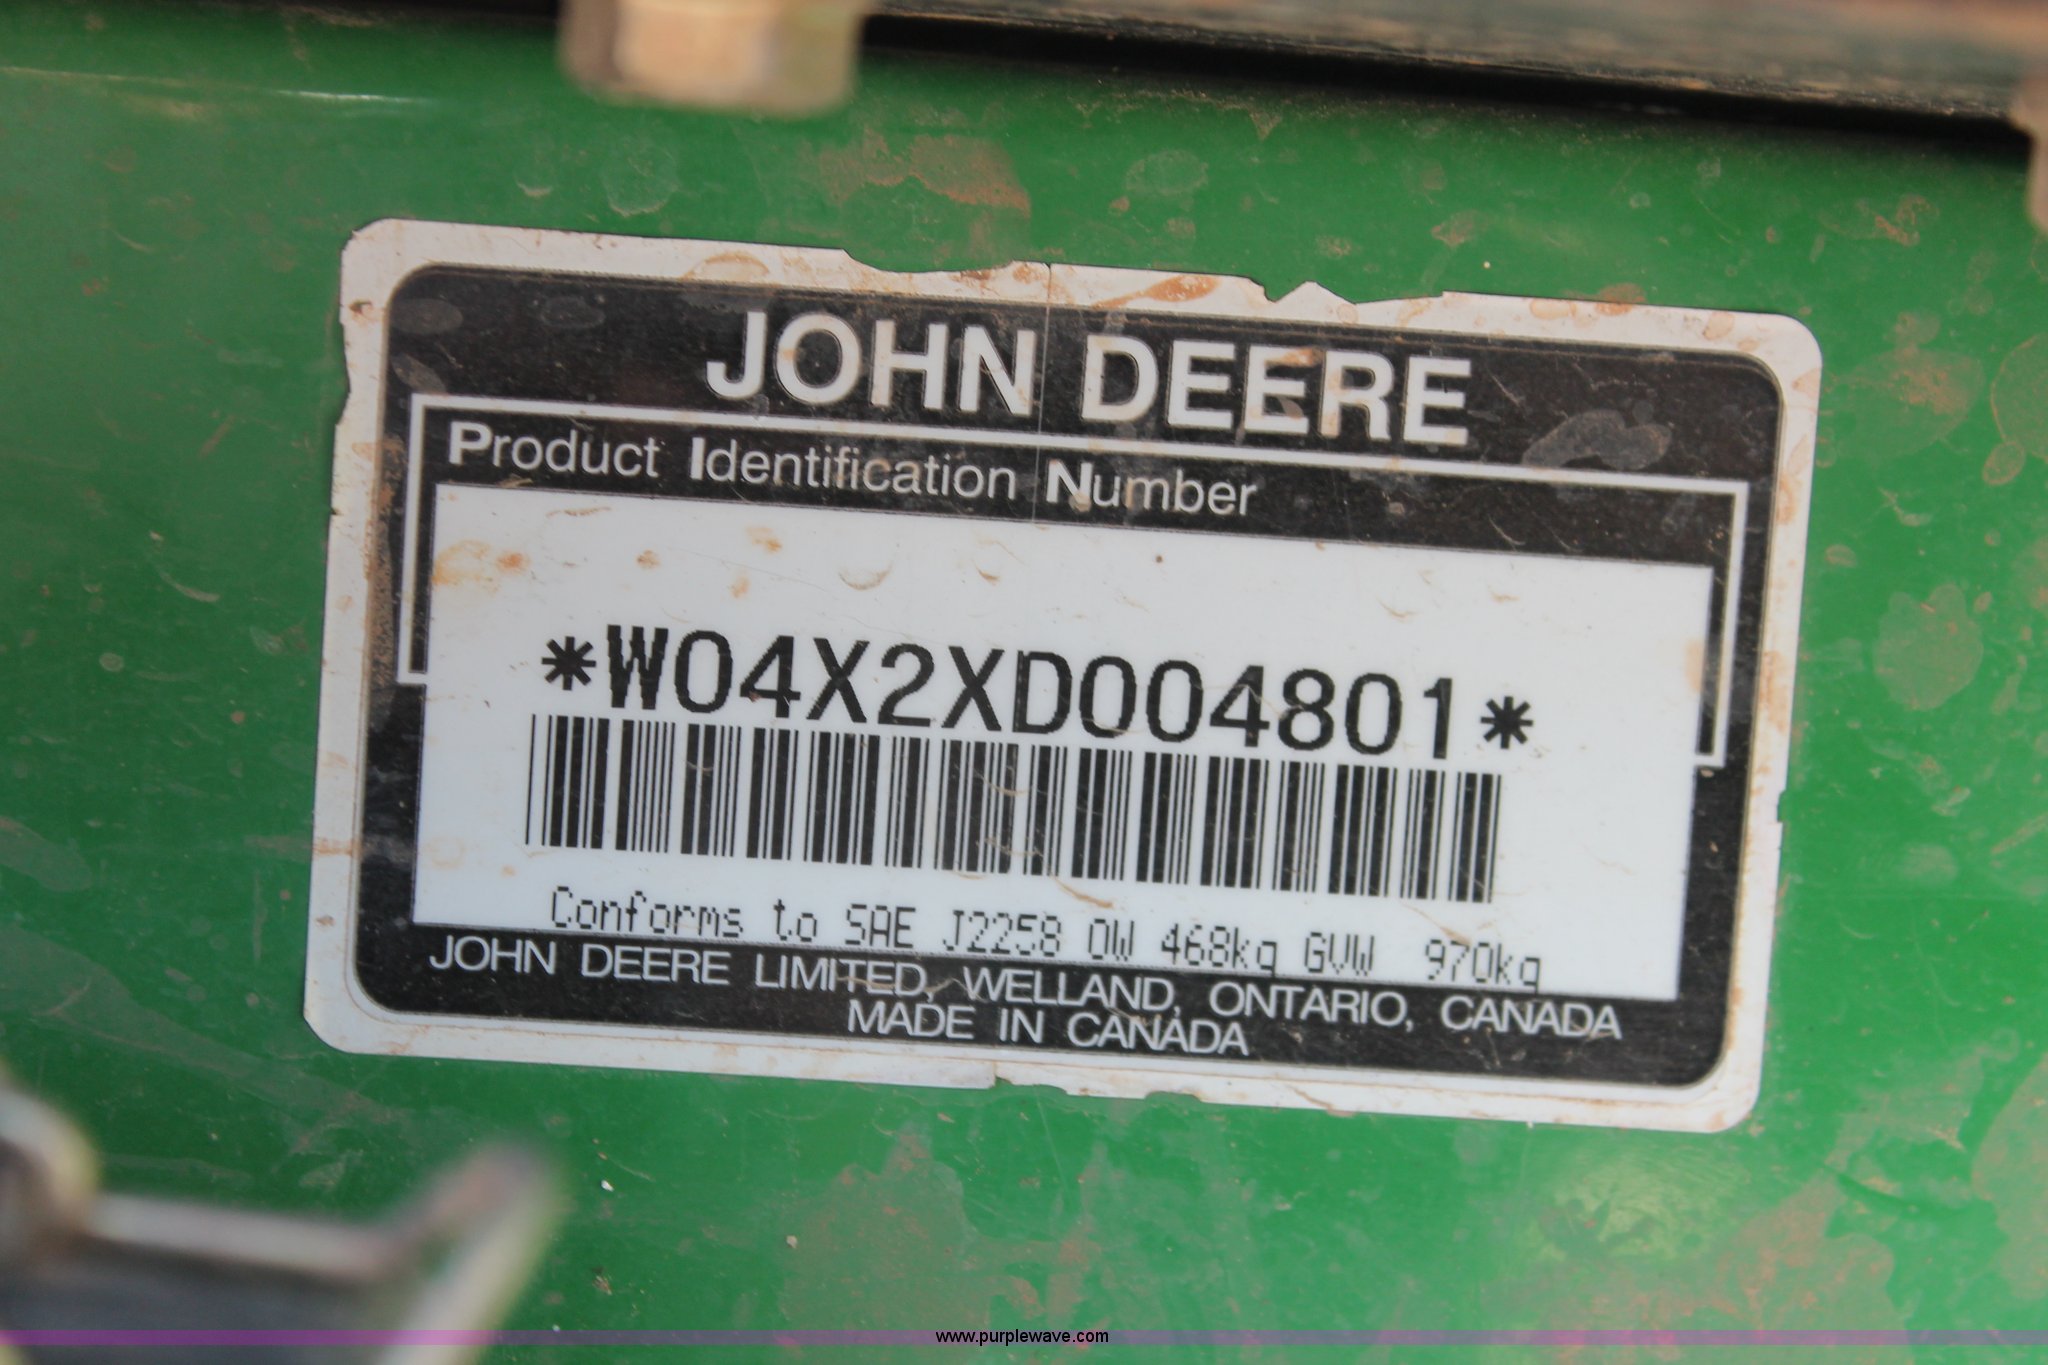 JOHN DEERE
Product Identification Number
*W04X2XD004801*
Conforms to SAE J2258 OW 468kg GVW 970kg
JOHN DEERE LIMITED, WELLAND, ONTARIO, CANADA
MADE IN CANADA
www.purplewave.com